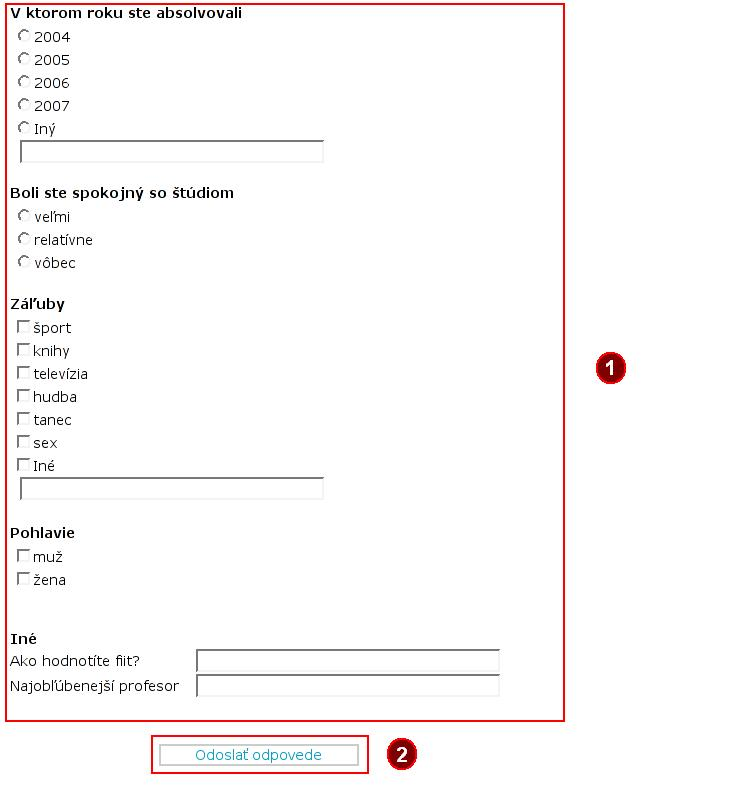 V ktorom roku ste absolvovali
2004
2005
2006
2007
Iný
Boli ste spokojný so štúdiom
veľmi
relatívne
vôbec
Záľuby
šport
knihy
televízia
hudba
tanec
sex
Iné
1
Pohlavie
muž
žena
Iné
Ako hodnotíte fiit?
Najobľúbenejší profesor
Odoslať odpovede
2